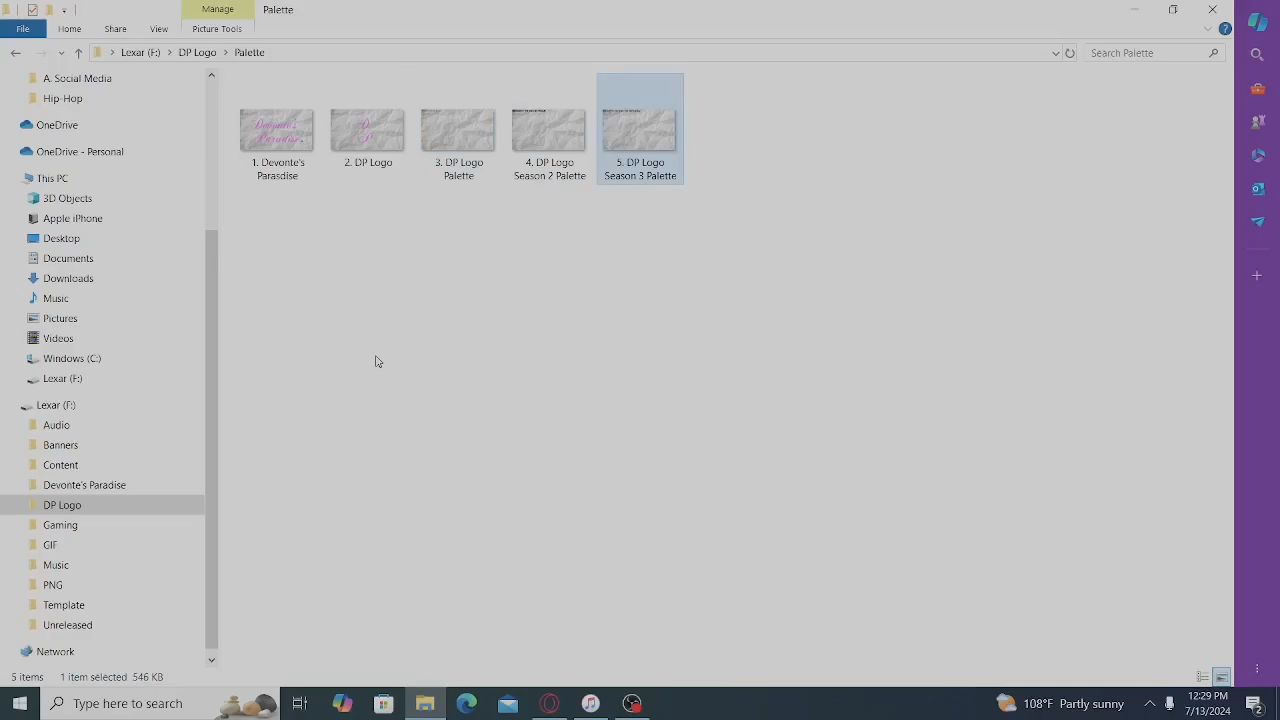 Manage
Palette
File
Home
Share
View
Picture Tools
Lexar (F:)
DP Logo
Palette
Search Palette
A. Social Media
Hip-Hop
OneDrive
OneDrive - Personal
This PC
3D Objects
Apple iPhone
Desktop
Documents
Downloads
Music
Pictures
Videos
Windows (C:)
Lexar (F:)
Lexar (F:)
Audio
Banners
Content
Devonte's Paradise
DP Logo
Gaming
GIF
Music
PNG
Template
Unreleased
Network
Devonte's
Paradise.
D
P
1. Devonte's
Parasdise
2. DP Logo
3. DP Logo
Palette
4. DP Logo
Season 2 Palette
5. DP Logo
Season 3 Palette
5 items
1 item selected 546 KB
Type here to search
108°F Partly sunny
12:29 PM
7/13/2024
2